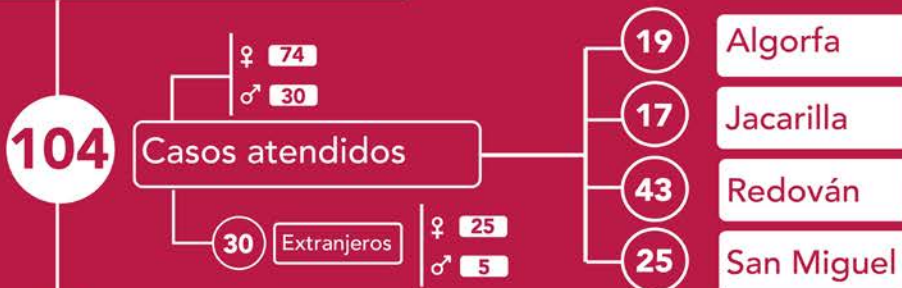 104
Casos atendidos
♀ 74
♂ 30
30 Extranjeros
♀ 25
♂ 5
19 Algorfa
17 Jacarilla
43 Redován
25 San Miguel